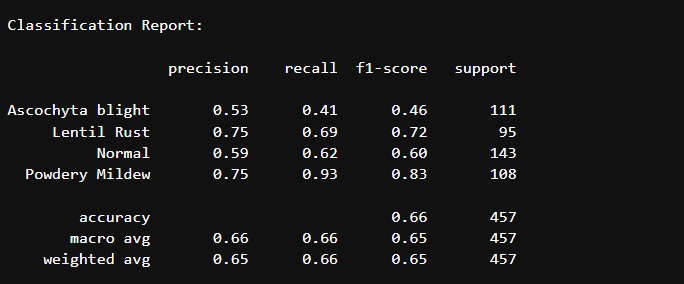 Classification Report:
precision recall f1-score support
Ascochyta blight 0.53 0.41 0.46 111
Lentil Rust 0.75 0.69 0.72 95
Normal 0.59 0.62 0.60 143
Powdery Mildew 0.75 0.93 0.83 108
accuracy 0.66 457
macro avg 0.66 0.66 0.65 457
weighted avg 0.65 0.66 0.65 457